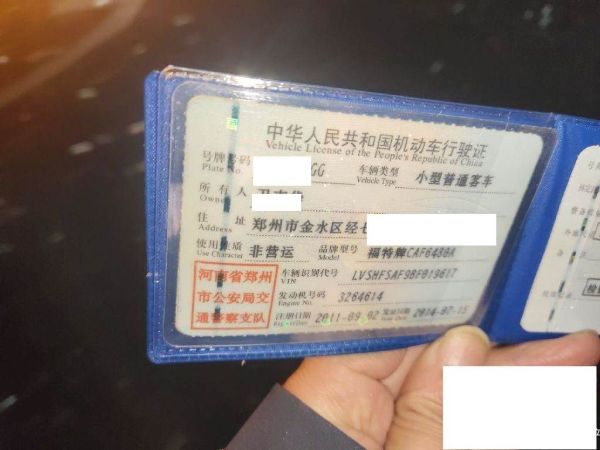 中华人民共和国机动车行驶证
Vehicle License of the People's Republic of China
号牌号码 GG 车辆类型 小型普通客车
Plate No. Vehicle Type
所有人
Owner
住址 郑州市金水区经七
Address
使用性质 非营运 品牌型号 福特牌CAF6430A
Use Character Model
河南省郑州
市公安局交
通警察支队
车辆识别代号 LVSHFSAF9BF019617
VIN
发动机号码 3264614
Engine No.
注册日期 2011-09-02 发证日期 2014-07-15
Issue Date